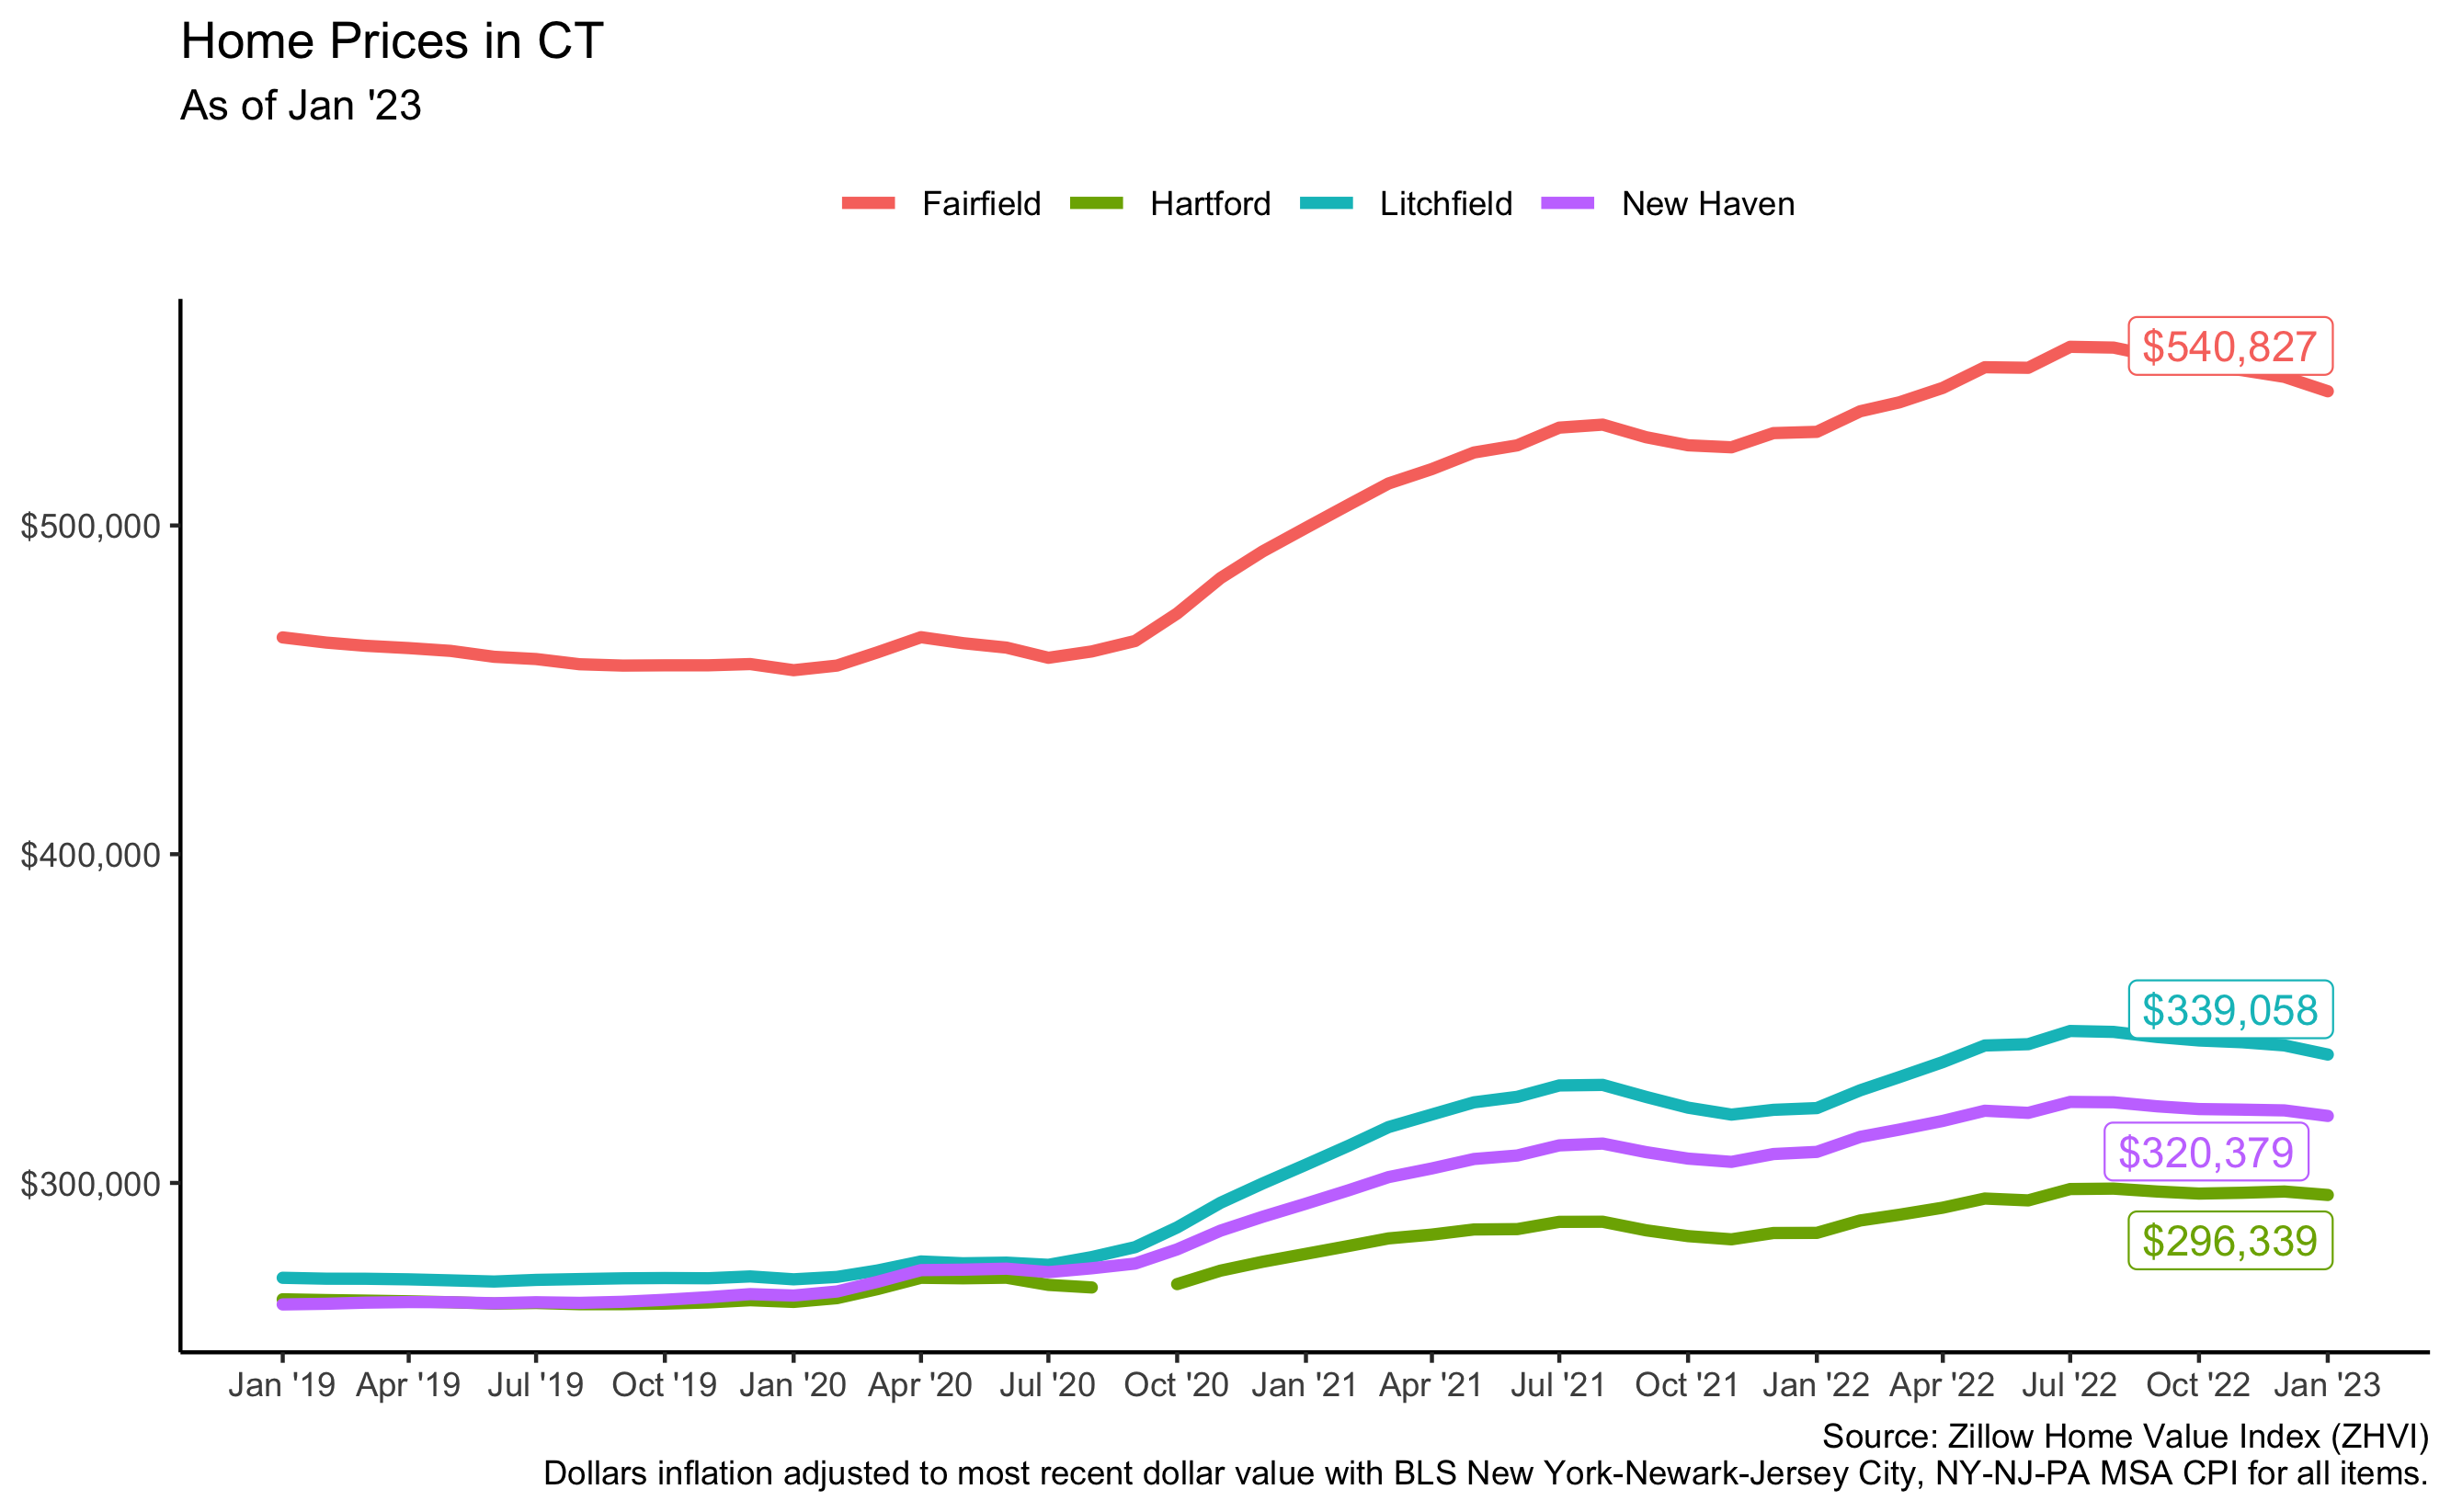 Home Prices in CT
As of Jan '23
Fairfield Hartford Litchfield New Haven
$540,827
$500,000
$400,000
$339,058
$320,379
$300,000
$296,339
Jan '19 Apr '19 Jul '19 Oct '19 Jan '20 Apr '20 Jul '20 Oct '20 Jan '21 Apr '21 Jul '21 Oct '21 Jan '22 Apr '22 Jul '22 Oct '22 Jan '23
Source: Zillow Home Value Index (ZHVI)
Dollars inflation adjusted to most recent dollar value with BLS New York-Newark-Jersey City, NY-NJ-PA MSA CPI for all items.